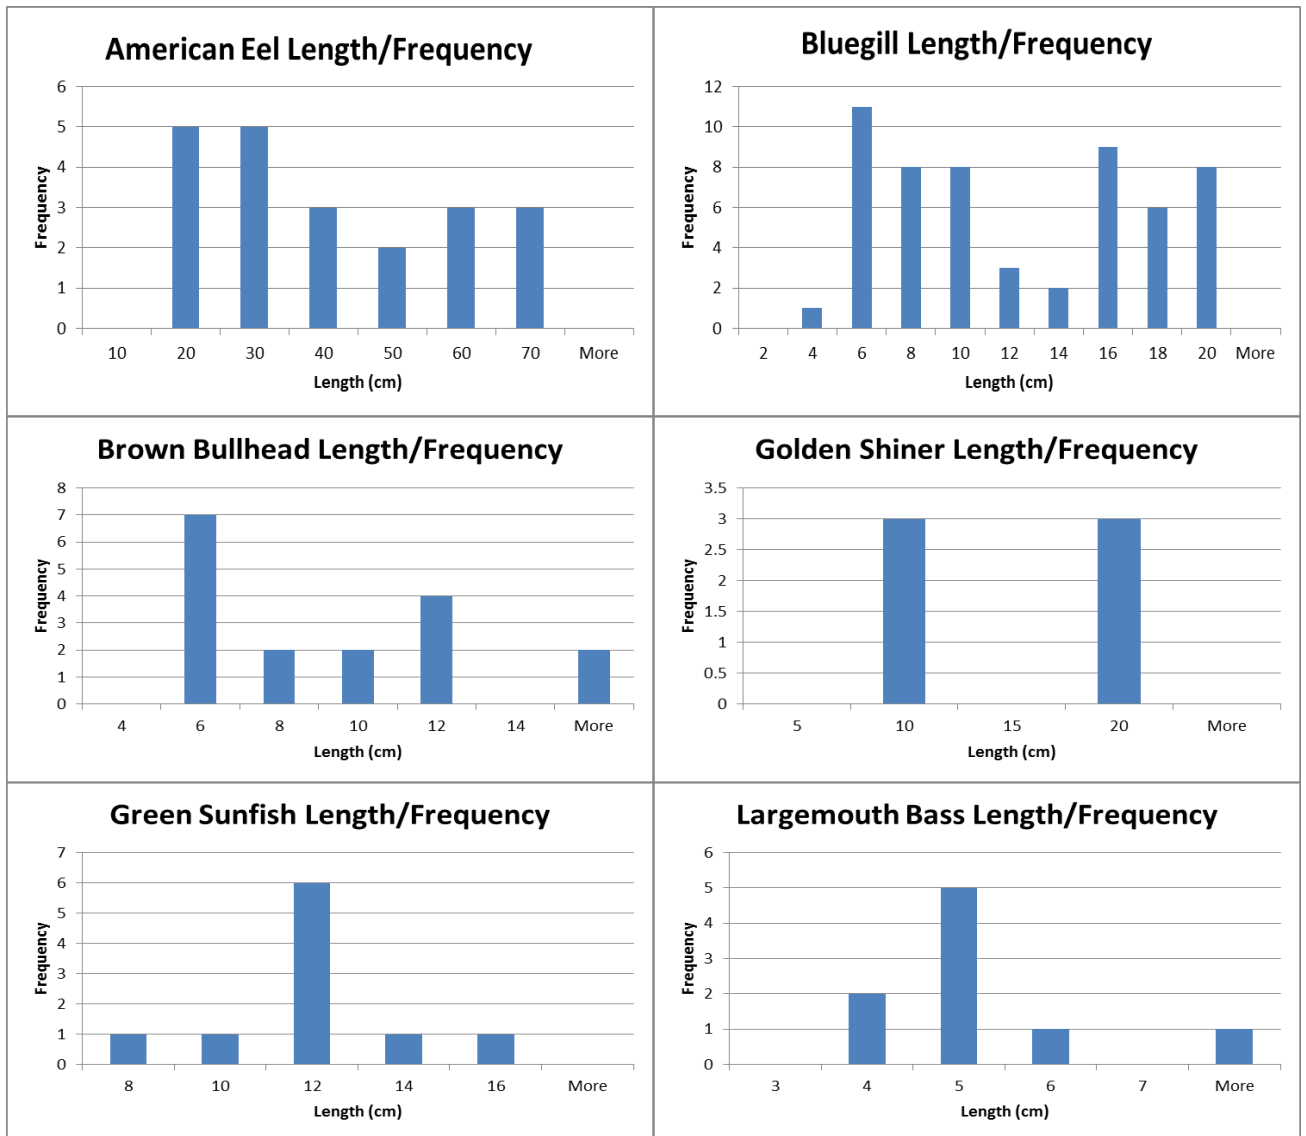 American Eel Length/Frequency
6
5
4
3
2
1
0
Frequency
10 20 30 40 50 60 70 More
Length (cm)
Bluegill Length/Frequency
12
10
8
6
4
2
0
Frequency
2 4 6 8 10 12 14 16 18 20 More
Length (cm)
Brown Bullhead Length/Frequency
8
7
6
5
4
3
2
1
0
Frequency
4 6 8 10 12 14 More
Length (cm)
Golden Shiner Length/Frequency
3.5
3
2.5
2
1.5
1
0.5
0
Frequency
5 10 15 20 More
Length (cm)
Green Sunfish Length/Frequency
7
6
5
4
3
2
1
0
Frequency
8 10 12 14 16 More
Length (cm)
Largemouth Bass Length/Frequency
6
5
4
3
2
1
0
Frequency
3 4 5 6 7 More
Length (cm)